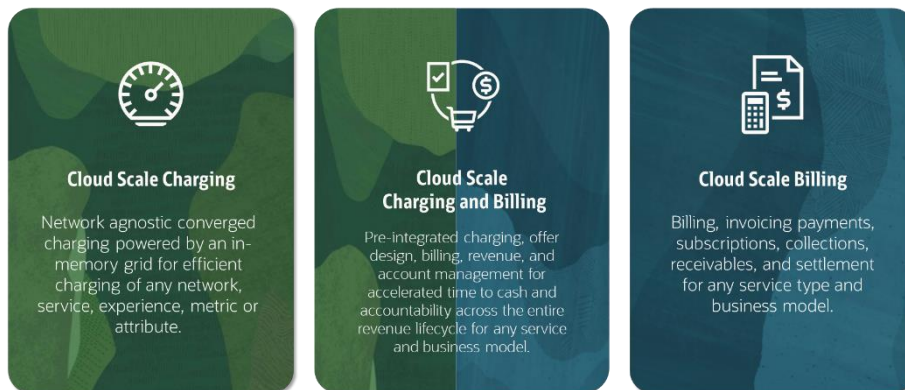 Cloud Scale Charging
Network agnostic converged
charging powered by an in-
memory grid for efficient
charging of any network,
service, experience, metric or
attribute.
Cloud Scale
Charging and Billing
Pre-integrated charging, offer
design, billing, revenue, and
account management for
accelerated time to cash and
accountability across the entire
revenue lifecycle for any service
and business model.
Cloud Scale Billing
Billing, invoicing payments,
subscriptions, collections,
receivables, and settlement
for any service type and
business model.